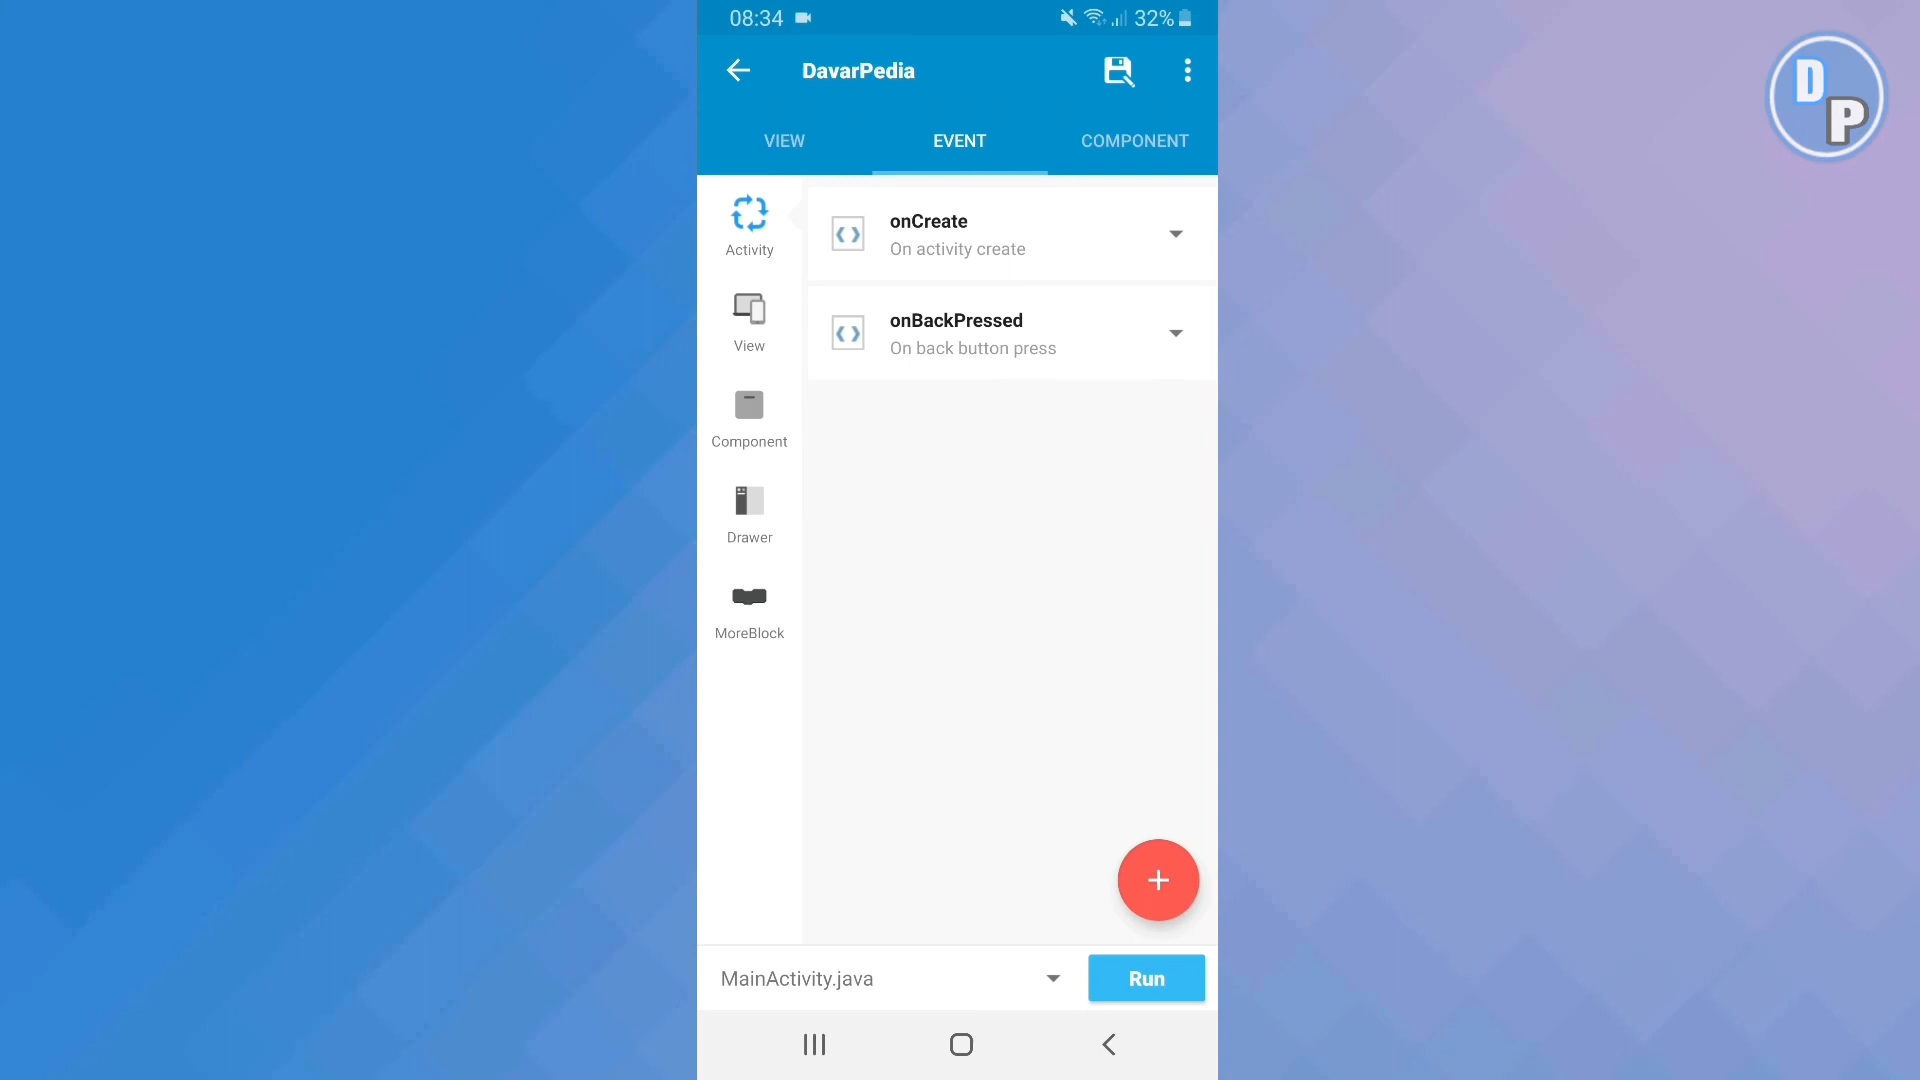 08:34
32%
DavarPedia
VIEW
EVENT
COMPONENT
Activity
onCreate
On activity create
View
onBackPressed
On back button press
Component
Drawer
MoreBlock
MainActivity.java
Run
DP